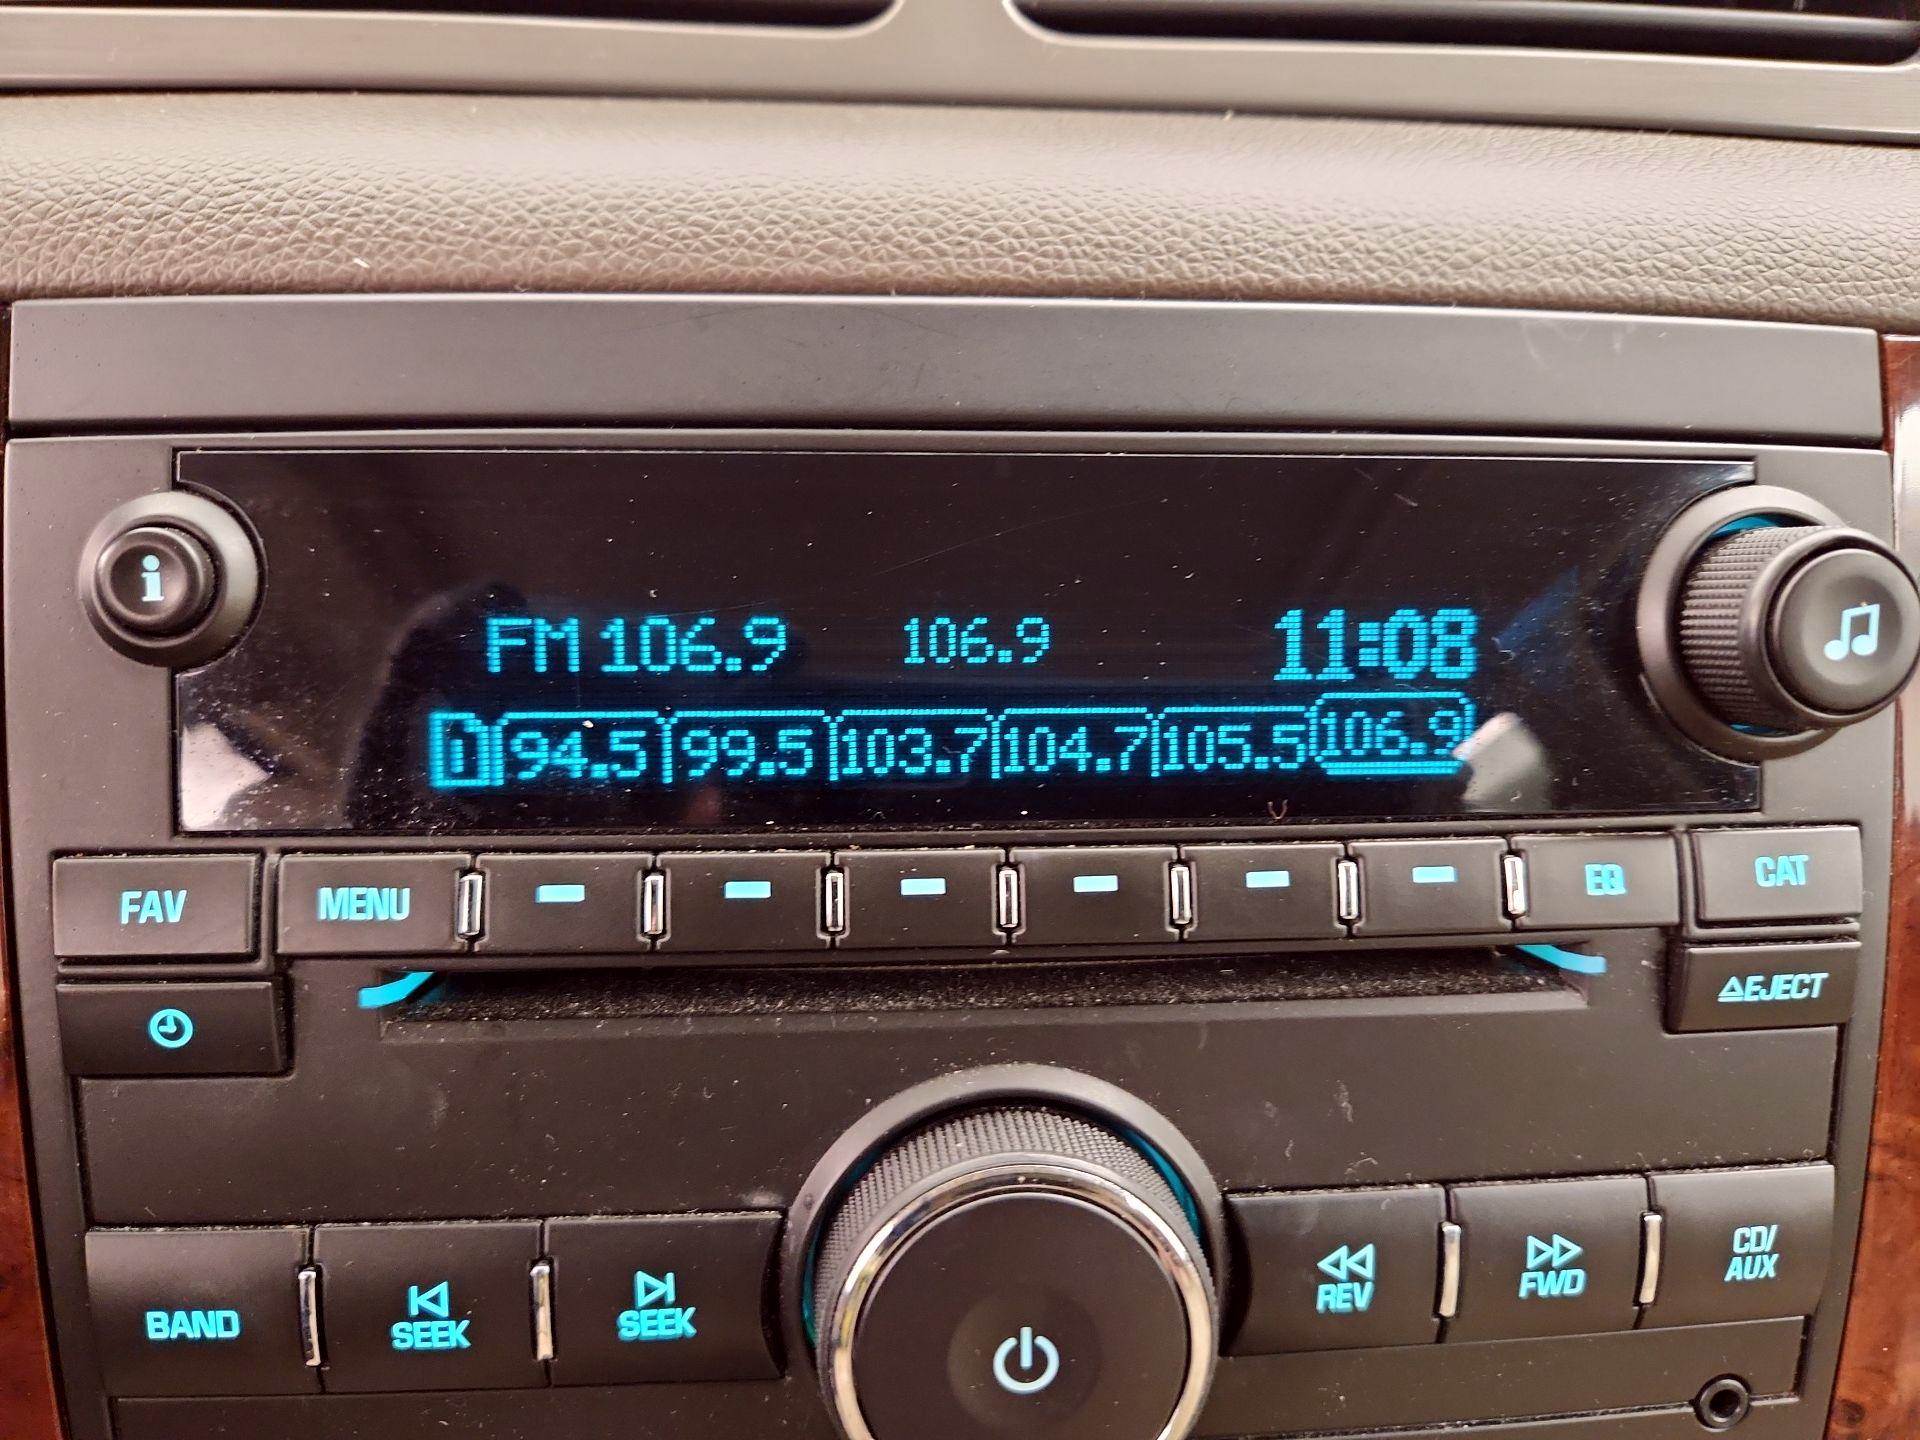 i
FM 106.9 106.9 11:08
1 94.5 99.5 103.7 104.7 105.5 106.9
FAV MENU EQ CAT
EJECT
BAND SEEK SEEK REV FWD CD/
AUX